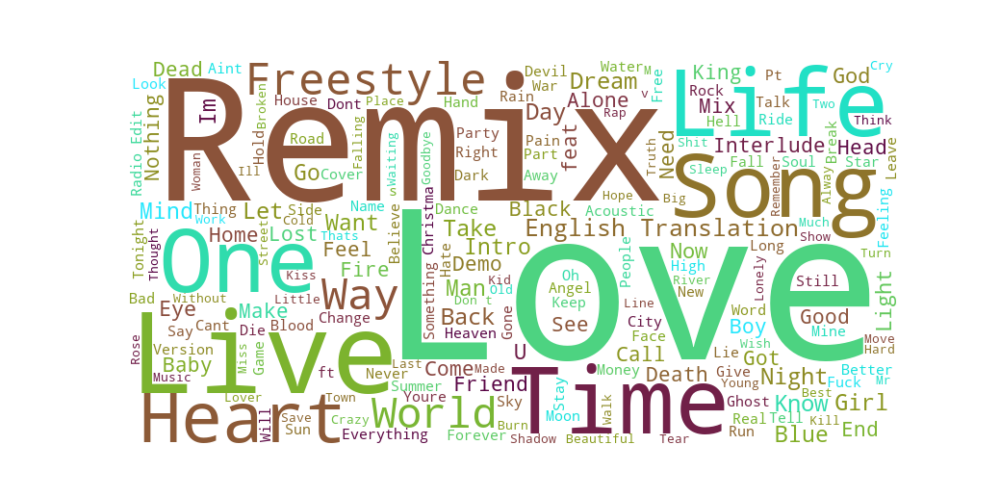 Dead
Aint
Look
Freestyle
Remix
Devil
War
Rain
Water
M
Dream
King
Pt
God
Cry
Life
Free
v
Rock
Mix
Talk
Two
Nothing
Radio Edit
Im
Broken
House
Dont
Place
Hand
Day
Alone
Rap
Hell
Ride
Think
Hold
Road
Falling
Party
Pain
feat
Need
Truth
Shit
Interlude
Head
Break
Leave
Woman
Ill
Go
Cover
Waiting
Goodbye
Right
Part
Dark
Away
Fall
Soul
Star
Sleep
Remember
Alway
Song
Hope
Big
Mind
Thing
Work
Let
Side
Cold
Name
s
Believe
Christma
Dance
Black
Acoustic
Much
Show
Feeling
Turn
Tonight
Thought
Home
Street
Lost
Thats
Want
Feel
Take
Hate
Intro
English Translation
People
Now
Long
One
Kiss
Fire
Something
Demo
Oh
High
River
Lonely
Still
Light
Love
Bad
Without
Little
Way
Man
Kid
Old
Don t
Angel
Keep
New
Eye
Make
Change
Back
Heaven
Gone
See
Line
City
Word
Boy
Good
Mine
Live
Say
Cant
Die
Blood
Face
Wish
Move
Hard
Rose
Version
Miss
Game
Last
Come
Made
U
Call
Lie
Got
Baby
Music
ft
Never
Time
Stay
Money
Death
Give
Young
Night
Better
Fuck
Mr
Lover
Town
Summer
Youre
Friend
Sky
Moon
Walk
Ghost
Best
Know
Girl
Heart
Will
Save
Sun
Crazy
World
Everything
Forever
Burn
Shadow
Beautiful
Tear
Real
Run
Tell
Kill
Blue
End